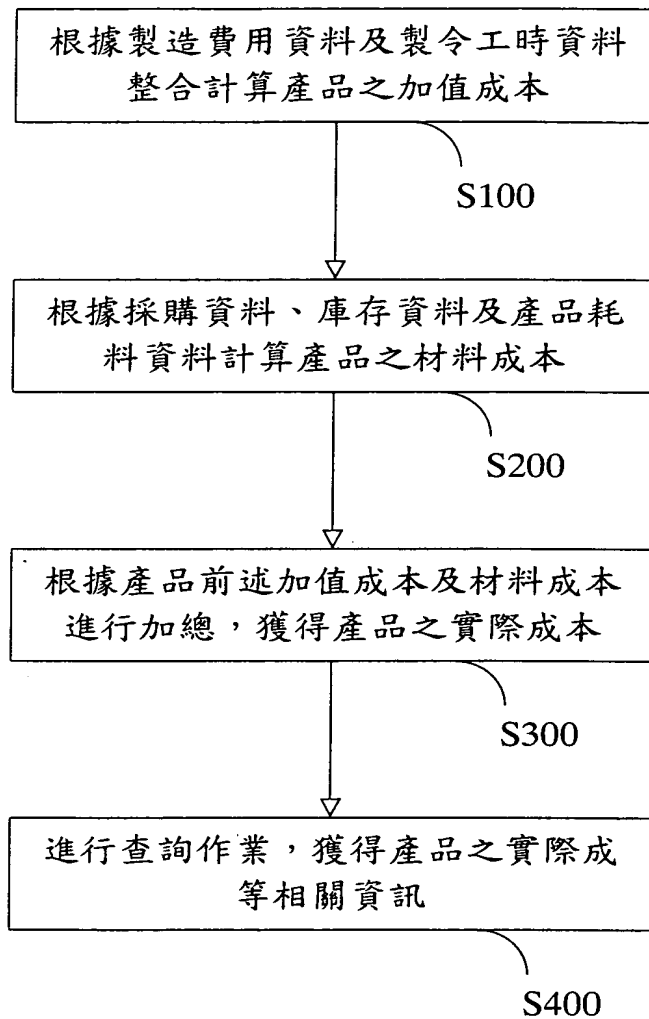 根據製造費用資料及製令工時資料
整合計算產品之加值成本
S100
根據採購資料、庫存資料及產品耗
料資料計算產品之材料成本
S200
根據產品前述加值成本及材料成本
進行加總，獲得產品之實際成本
S300
進行查詢作業，獲得產品之實際成
等相關資訊
S400